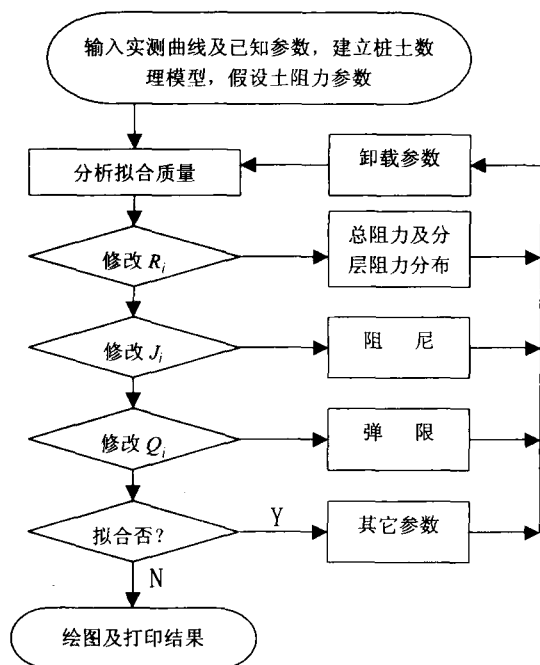 输入实测曲线及已知参数，建立桩土数
理模型，假设土阻力参数
分析拟合质量
卸载参数
修改 Ri
总阻力及分
层阻力分布
修改 Ji
阻 尼
修改 Qi
弹 限
拟合否？
Y
其它参数
N
绘图及打印结果